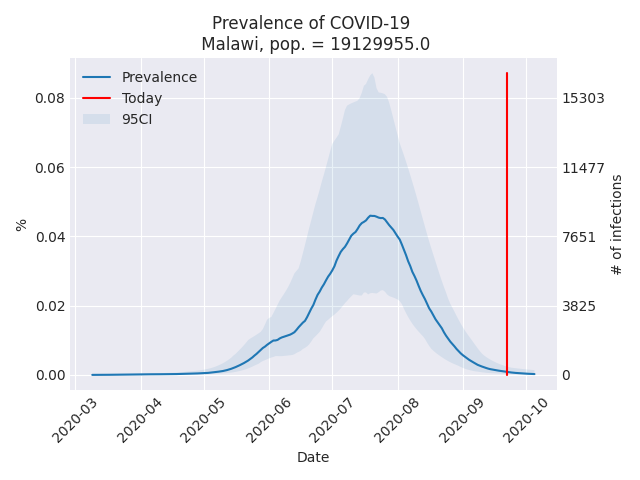 Prevalence of COVID-19
Malawi, pop. = 19129955.0
Prevalence
Today
95CI
0.08
0.06
0.04
0.02
0.00
%
15303
11477
7651
3825
0
# of infections
2020-03
2020-04
2020-05
2020-06
2020-07
2020-08
2020-09
2020-10
Date